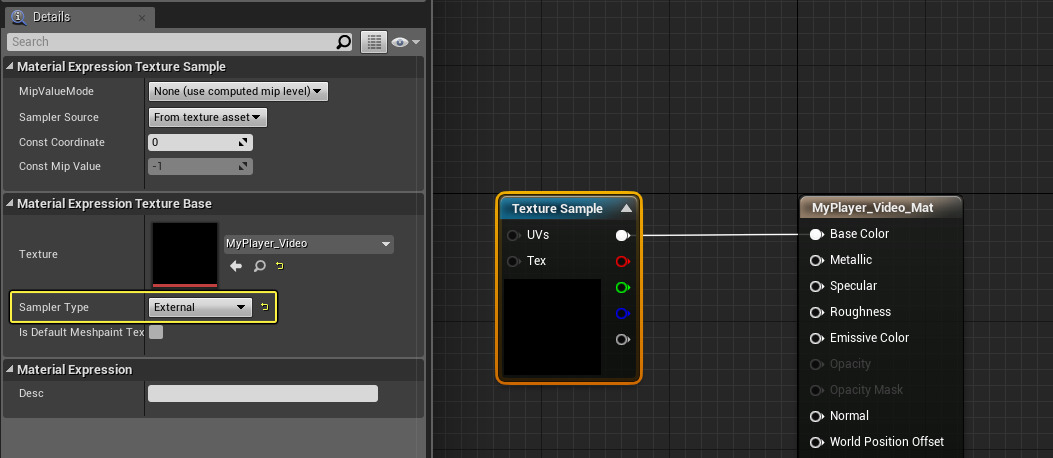 Details
Search
Material Expression Texture Sample
MipValueMode None (use computed mip level)
Sampler Source From texture asset
Const Coordinate 0
Const Mip Value -1
Material Expression Texture Base
Texture MyPlayer_Video
Sampler Type External
Is Default Meshpaint Tex
Material Expression
Desc
Texture Sample
UVs
Tex
MyPlayer_Video_Mat
Base Color
Metallic
Specular
Roughness
Emissive Color
Opacity
Opacity Mask
Normal
World Position Offset